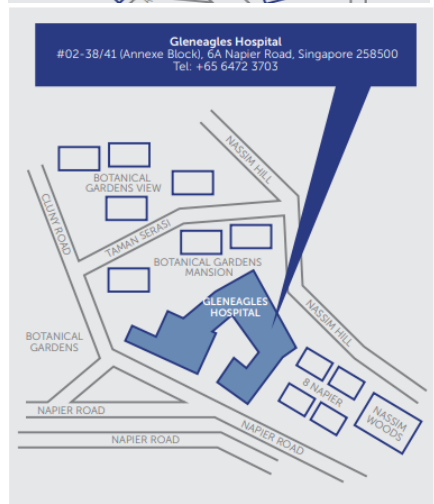 Gleneagles Hospital
#02-38/41 (Annexe Block), 6A Napier Road, Singapore 258500
Tel: +65 6472 3703
NASSIM HILL
BOTANICAL
GARDENS VIEW
CLUNY ROAD
TAMAN SERASI
BOTANICAL GARDENS
MANSION
GLENEAGLES
HOSPITAL
NASSIM HILL
BOTANICAL
GARDENS
8 NAPIER
NASSIM
WOODS
NAPIER ROAD
NAPIER ROAD
NAPIER ROAD